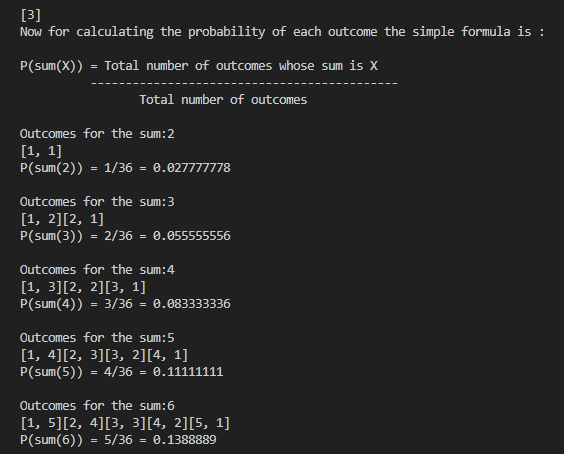 [3]
Now for calculating the probability of each outcome the simple formula is :
P(sum(X)) = Total number of outcomes whose sum is X
--------------------------------------------
Total number of outcomes
Outcomes for the sum:2
[1, 1]
P(sum(2)) = 1/36 = 0.027777778
Outcomes for the sum:3
[1, 2][2, 1]
P(sum(3)) = 2/36 = 0.055555556
Outcomes for the sum:4
[1, 3][2, 2][3, 1]
P(sum(4)) = 3/36 = 0.083333336
Outcomes for the sum:5
[1, 4][2, 3][3, 2][4, 1]
P(sum(5)) = 4/36 = 0.11111111
Outcomes for the sum:6
[1, 5][2, 4][3, 3][4, 2][5, 1]
P(sum(6)) = 5/36 = 0.1388889